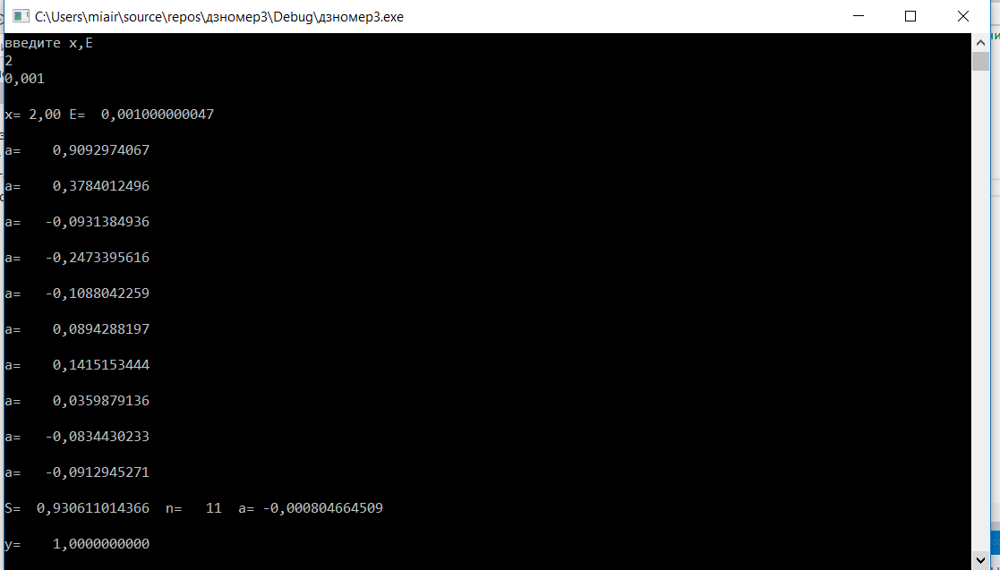 C:\Users\miair\source\repos\дзномер3\Debug\дзномер3.exe
введите x,E
2
0,001
x= 2,00 E=  0,001000000047
a=    0,9092974067
a=    0,3784012496
a=   -0,0931384936
a=   -0,2473395616
a=   -0,1088042259
a=    0,0894288197
a=    0,1415153444
a=    0,0359879136
a=   -0,0834430233
a=   -0,0912945271
S=  0,930611014366  n=   11  a= -0,000804664509
y=    1,0000000000